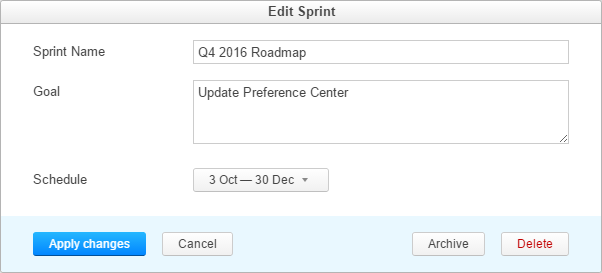 Edit Sprint
Sprint Name
Q4 2016 Roadmap
Goal
Update Preference Center
Schedule
3 Oct — 30 Dec
Apply changes
Cancel
Archive
Delete